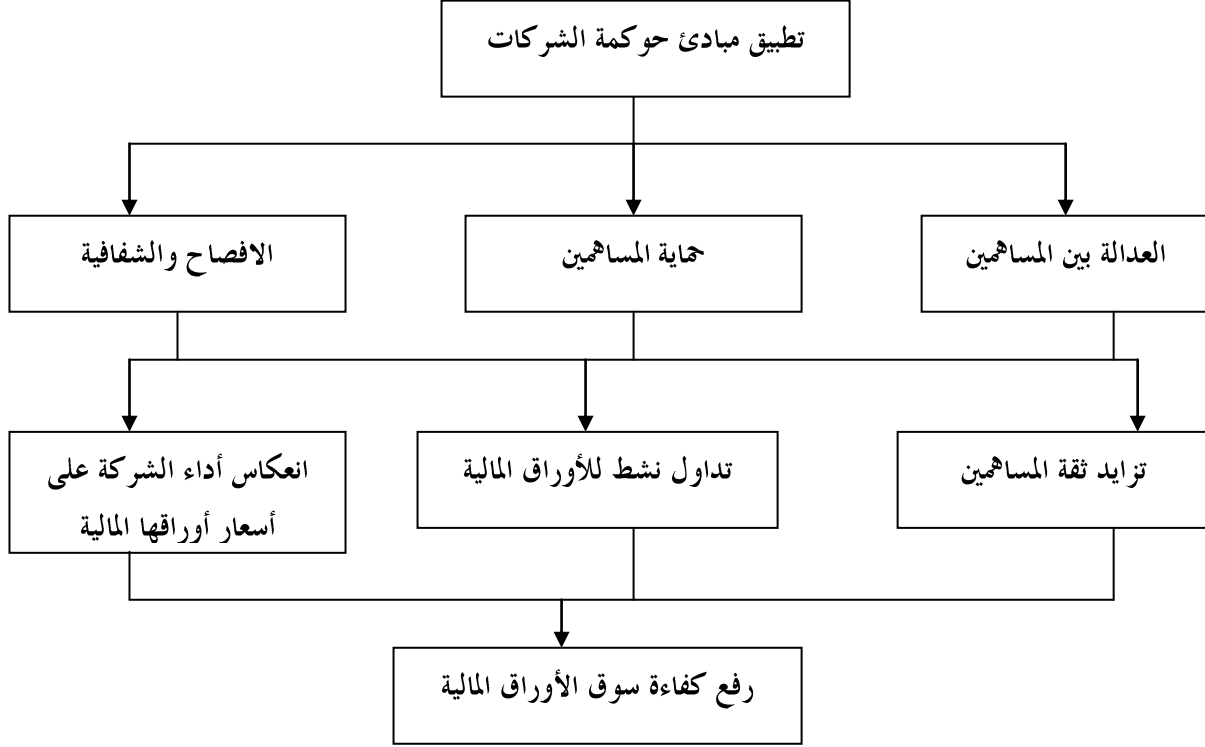 تطبيق مبادئ حوكمة الشركات
العدالة بين المساهمين
حماية المساهمين
الافصاح والشفافية
تزايد ثقة المساهمين
تداول نشط للأوراق المالية
انعكاس أداء الشركة على
أسعار أوراقها المالية
رفع كفاءة سوق الأوراق المالية